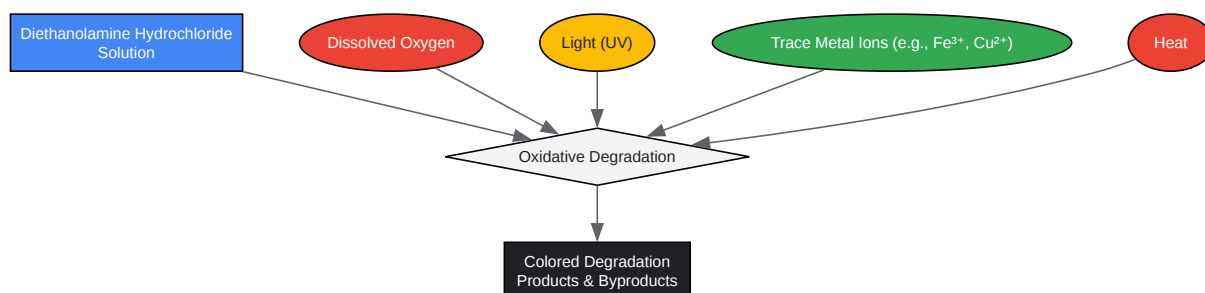 Diethanolamine Hydrochloride
Solution
Dissolved Oxygen
Light (UV)
Trace Metal Ions (e.g., Fe³⁺, Cu²⁺)
Heat
Oxidative Degradation
Colored Degradation
Products & Byproducts